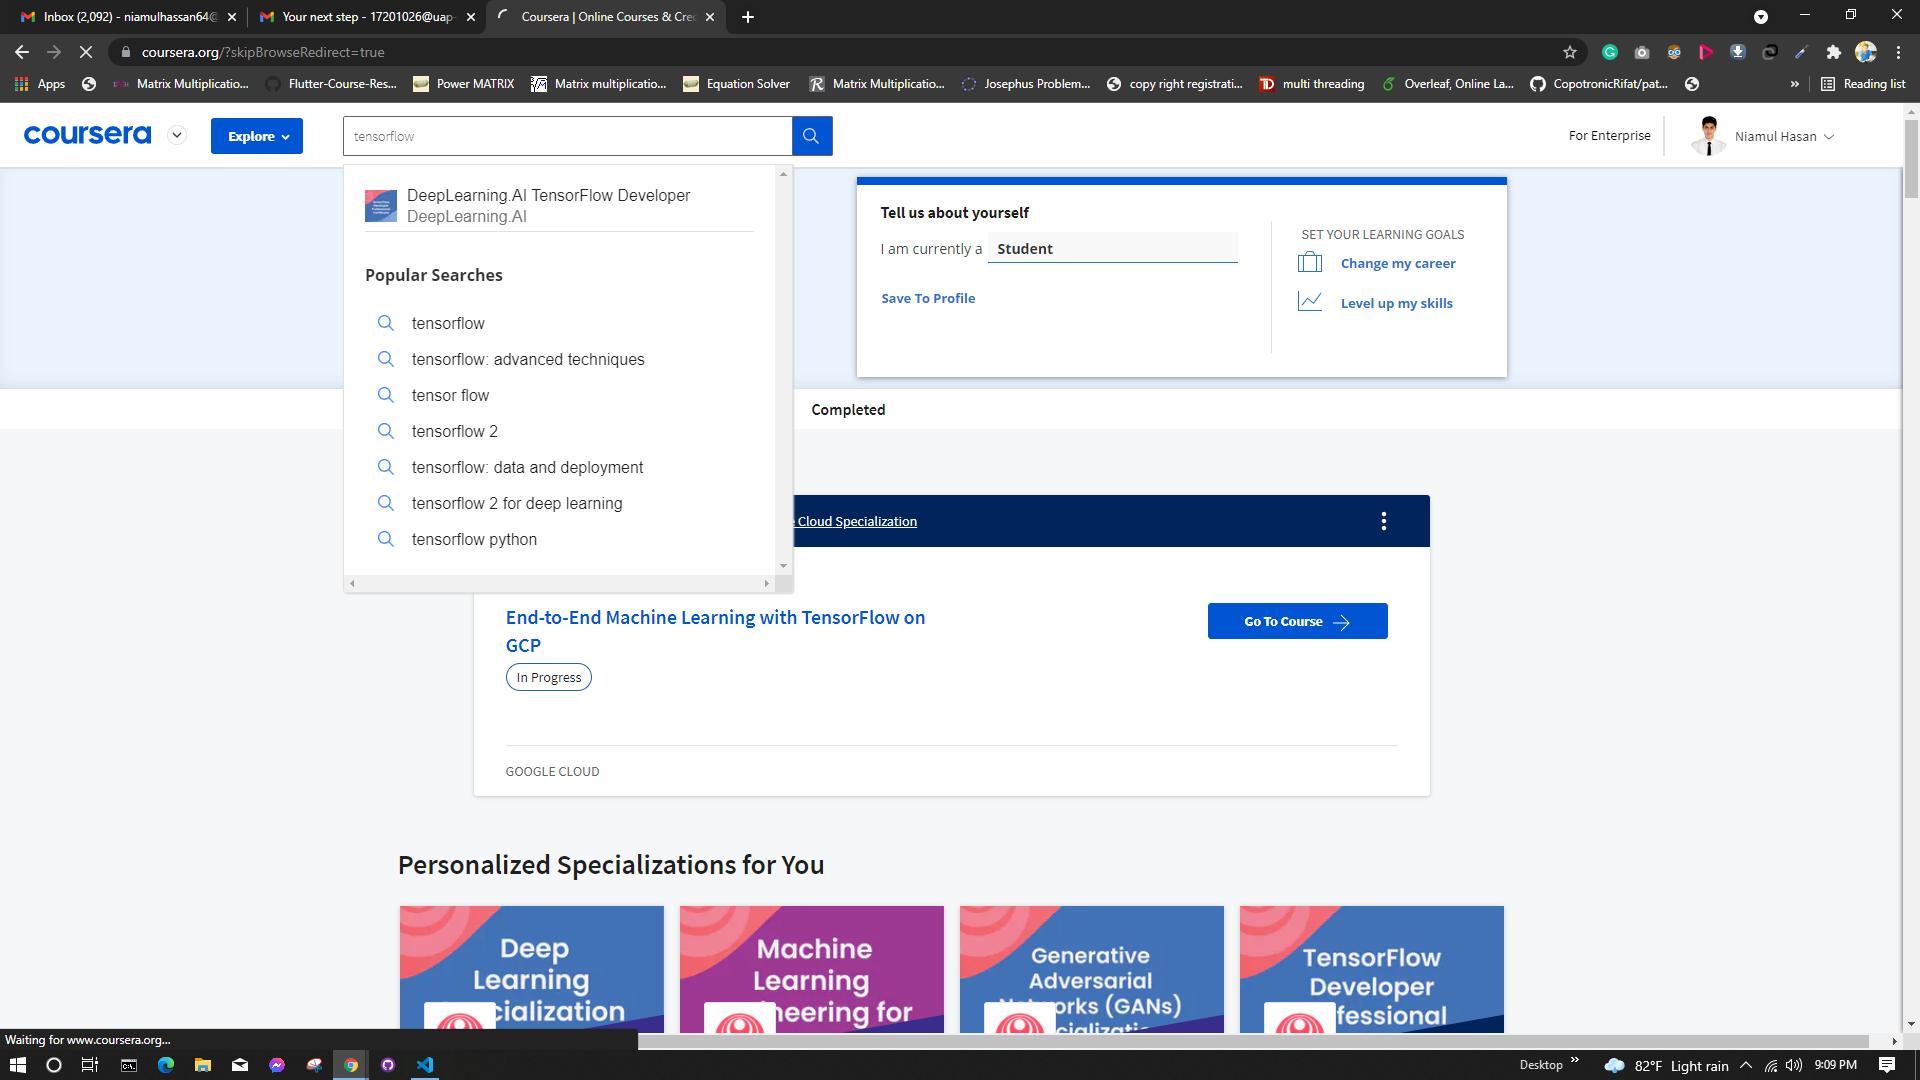 Inbox (2,092) - niamulhassan64@
Your next step - 17201026@uap-
Coursera | Online Courses & Cre
coursera.org/?skipBrowseRedirect=true
Apps
Matrix Multiplicatio...
Flutter-Course-Res...
Power MATRIX
Matrix multiplicatio...
Equation Solver
Matrix Multiplicatio...
Josephus Problem...
copy right registrati...
multi threading
Overleaf, Online La...
CopotronicRifat/pat...
Reading list
coursera
Explore
tensorflow
For Enterprise
Niamul Hasan
DeepLearning.AI TensorFlow Developer
DeepLearning.AI
Popular Searches
tensorflow
tensorflow: advanced techniques
tensor flow
tensorflow 2
tensorflow: data and deployment
tensorflow 2 for deep learning
tensorflow python
Tell us about yourself
I am currently a Student
Save To Profile
SET YOUR LEARNING GOALS
Change my career
Level up my skills
Completed
Cloud Specialization
End-to-End Machine Learning with TensorFlow on
GCP
In Progress
Go To Course
GOOGLE CLOUD
Personalized Specializations for You
Deep
Learning
cialization
Machine
Learning
neering for
Generative
Adversarial
Networks (GANs)
TensorFlow
Developer
fessional
Waiting for www.coursera.org...
Desktop
82°F Light rain
9:09 PM